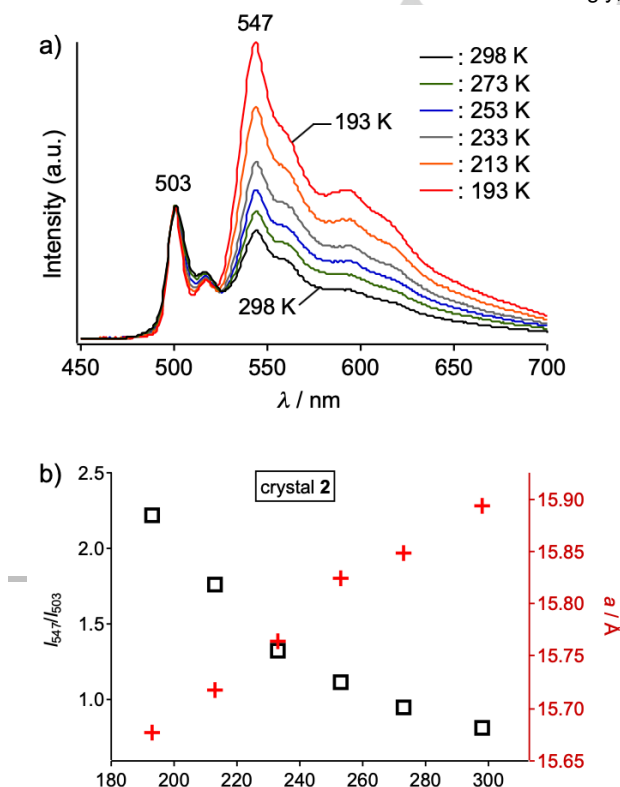 a)
547
503
193 K
298 K
— : 298 K
— : 273 K
— : 253 K
— : 233 K
— : 213 K
— : 193 K
Intensity (a.u.)
450 500 550 600 650 700
λ / nm
b)
crystal 2
2.5
2.0
1.5
1.0
I547/I503
15.90
15.85
15.80
15.75
15.70
15.65
a / Å
180 200 220 240 260 280 300